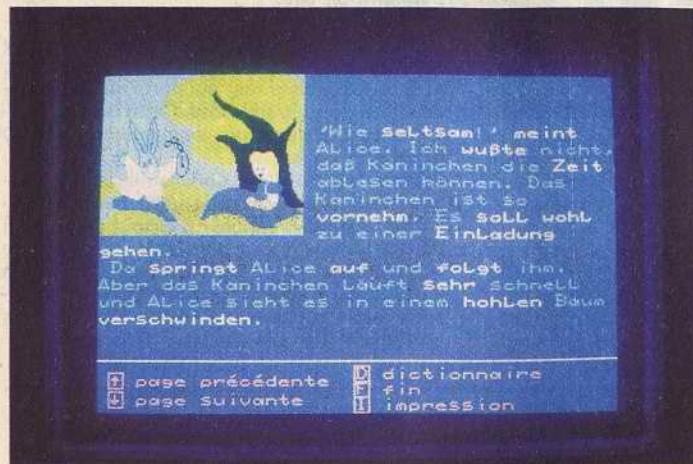 'Wie seltsam!' meint
Alice. Ich wußte nicht,
daß Kaninchen die Zeit
ablesen können. Das
Kaninchen ist so
vornehm. Es soll wohl
zu einer Einladung
gehen.
Da springt Alice auf und folgt ihm.
Aber das Kaninchen läuft sehr schnell
und Alice sieht es in einem hohlen Baum
verschwinden.
↑ page précédente
↓ page suivante
D dictionnaire
F fin
I impression